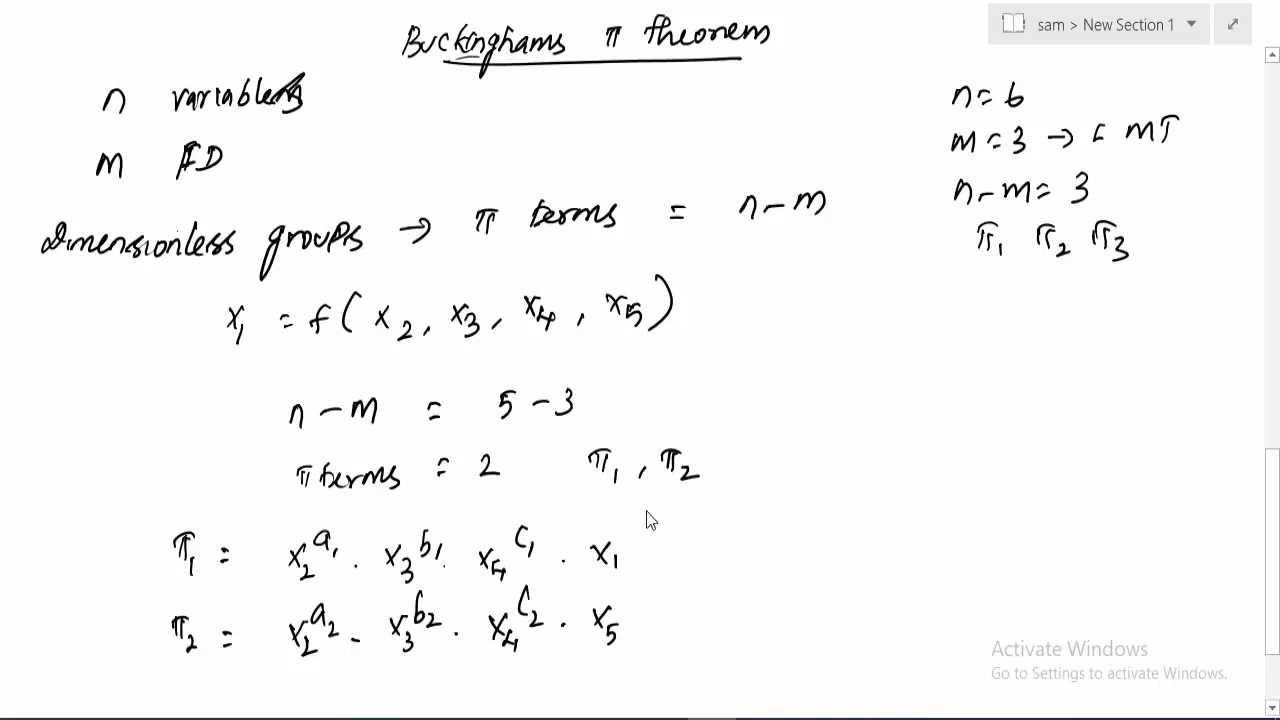 Buckinghams π theorem
sam > New Section 1
n variables
m FD
dimensionless groups → π terms = n-m
n = 6
m = 3 → = MT
n-m = 3
π₁ π₂ π₃
x₁ = f(x₂, x₃, x₄, x₅)
n - m = 5 - 3
π terms = 2 π₁, π₂
π₁ = x₂^a₁ . x₃^b₁ . x₄^c₁ . x₁
π₂ = x₂^a₂ . x₃^b₂ . x₄^c₂ . x₅
Activate Windows
Go to Settings to activate Windows.